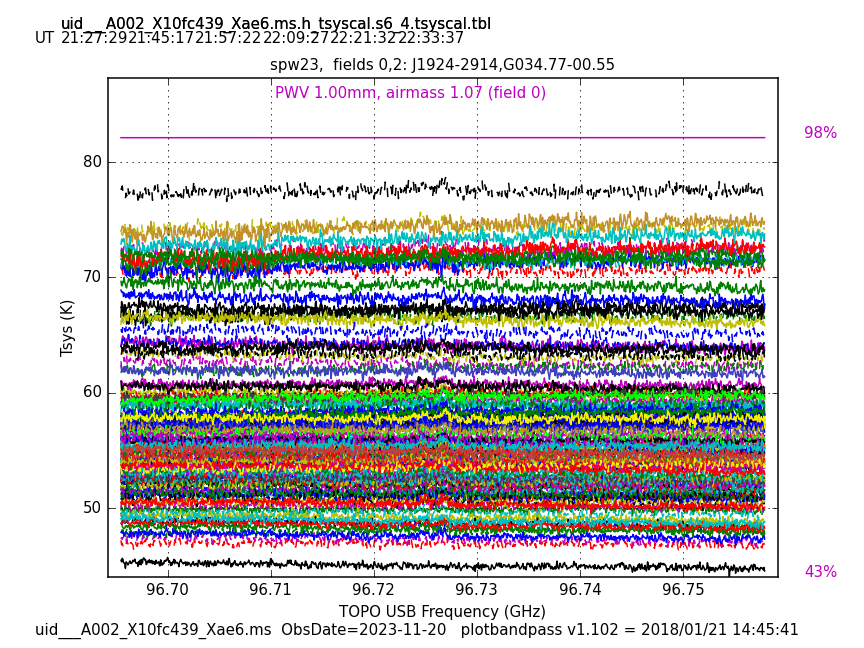 uid___A002_X10fc439_Xae6.ms.h_tsyscal.s6_4.tsyscal.tbl
UT 21:27:29 21:45:17 21:57:22 22:09:27 22:21:32 22:33:37
spw23, fields 0,2: J1924-2914,G034.77-00.55
PWV 1.00mm, airmass 1.07 (field 0)
98%
80
70
Tsys (K)
60
50
43%
96.70 96.71 96.72 96.73 96.74 96.75
TOPO USB Frequency (GHz)
uid___A002_X10fc439_Xae6.ms ObsDate=2023-11-20 plotbandpass v1.102 = 2018/01/21 14:45:41